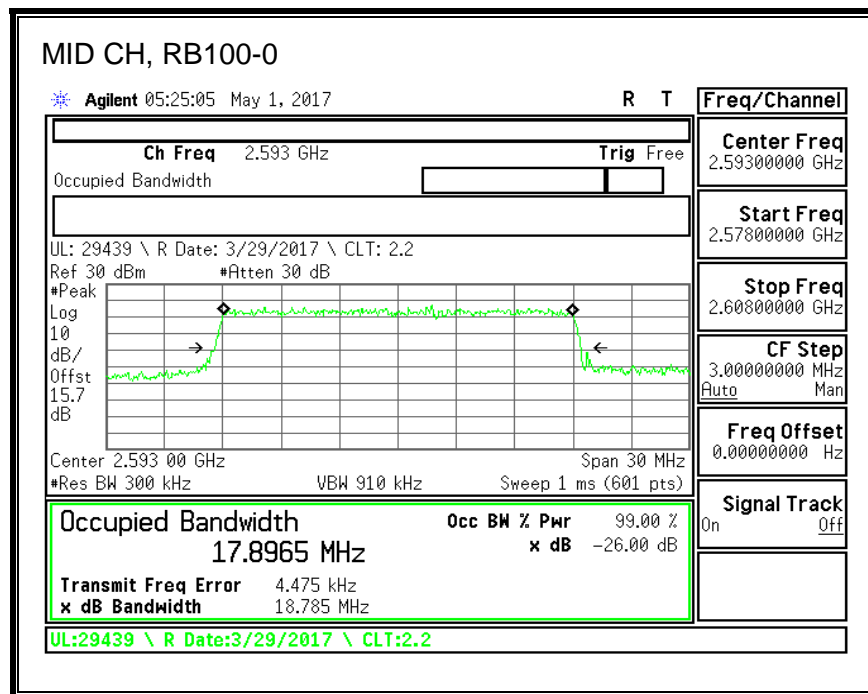 MID CH, RB100-0
Agilent 05:25:05 May 1, 2017 R T
Freq/Channel
Ch Freq 2.593 GHz Trig Free
Occupied Bandwidth
Center Freq
2.59300000 GHz
Start Freq
2.57800000 GHz
UL: 29439 \ R Date: 3/29/2017 \ CLT: 2.2
Ref 30 dBm #Atten 30 dB
#Peak
Log
10
dB/
Offst
15.7
dB
Stop Freq
2.60800000 GHz
CF Step
3.00000000 MHz
Auto Man
Freq Offset
0.00000000 Hz
Center 2.593 00 GHz Span 30 MHz
#Res BW 300 kHz VBW 910 kHz Sweep 1 ms (601 pts)
Signal Track
On Off
Occupied Bandwidth Occ BW % Pwr 99.00 %
17.8965 MHz x dB -26.00 dB
Transmit Freq Error 4.475 kHz
x dB Bandwidth 18.785 MHz
UL:29439 \ R Date:3/29/2017 \ CLT:2.2